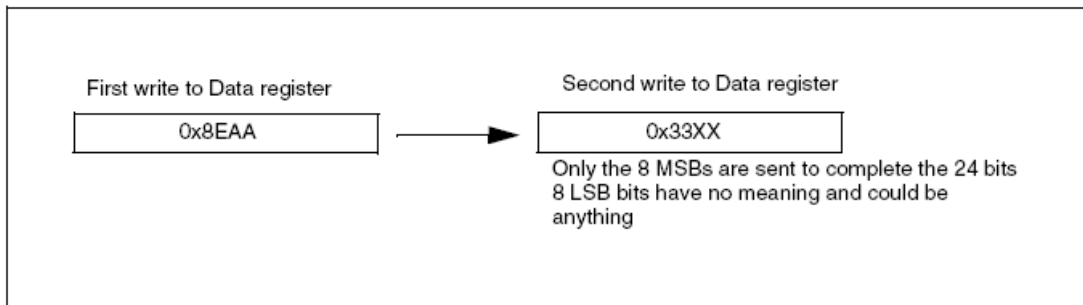 First write to Data register
Second write to Data register
0x8EAA
0x33XX
Only the 8 MSBs are sent to complete the 24 bits
8 LSB bits have no meaning and could be
anything